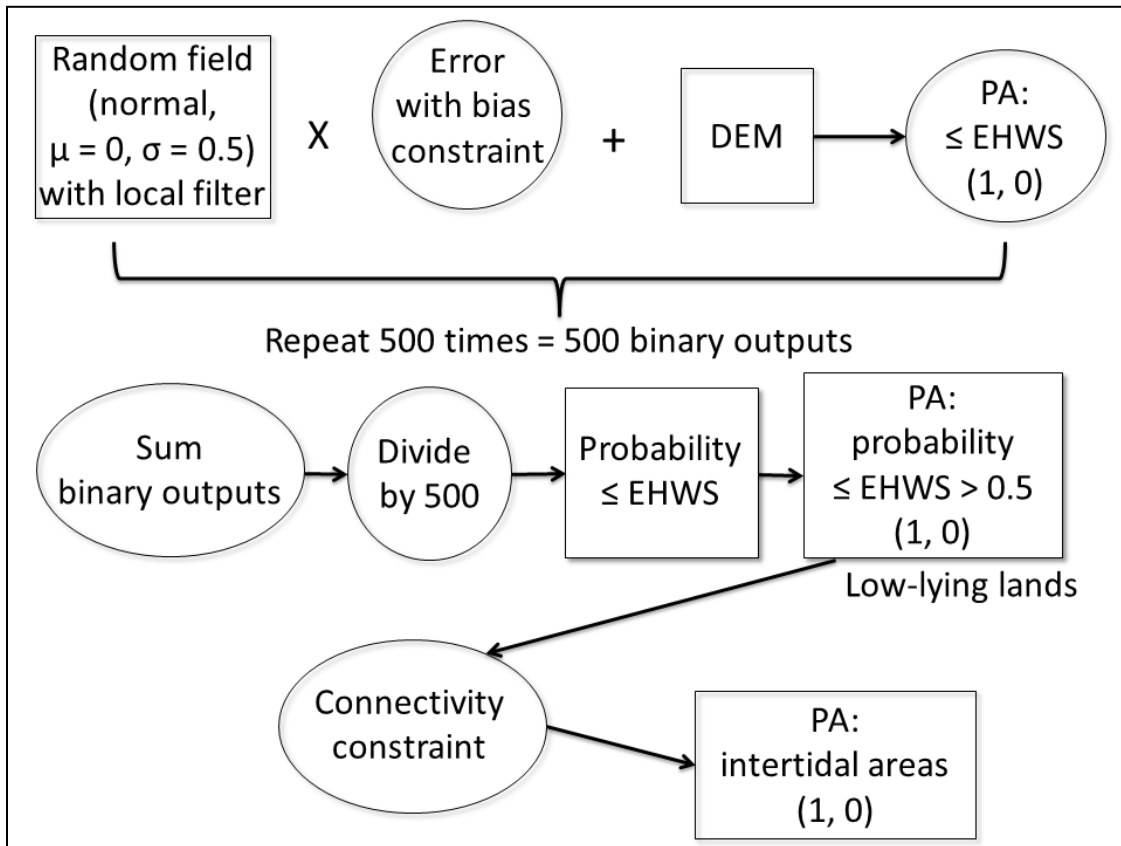 Random field
(normal,
μ = 0, σ = 0.5)
with local filter
X
Error
with bias
constraint
+
DEM
PA:
≤ EHWS
(1, 0)
Repeat 500 times = 500 binary outputs
Sum
binary outputs
Divide
by 500
Probability
≤ EHWS
PA:
probability
≤ EHWS > 0.5
(1, 0)
Low-lying lands
Connectivity
constraint
PA:
intertidal areas
(1, 0)